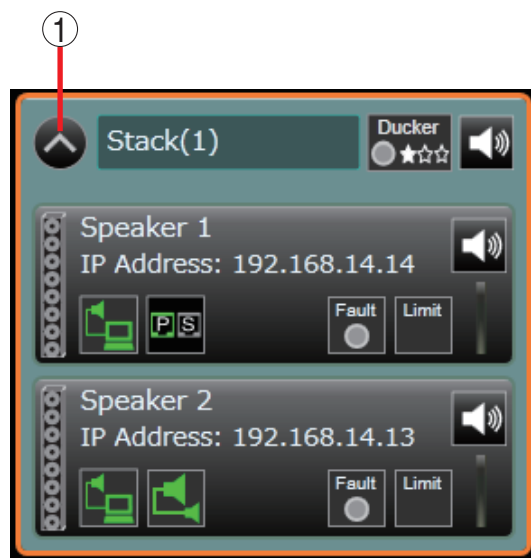 1
Stack(1)
Ducker
★☆☆
Speaker 1
IP Address: 192.168.14.14
P S
Fault
Limit
Speaker 2
IP Address: 192.168.14.13
Fault
Limit